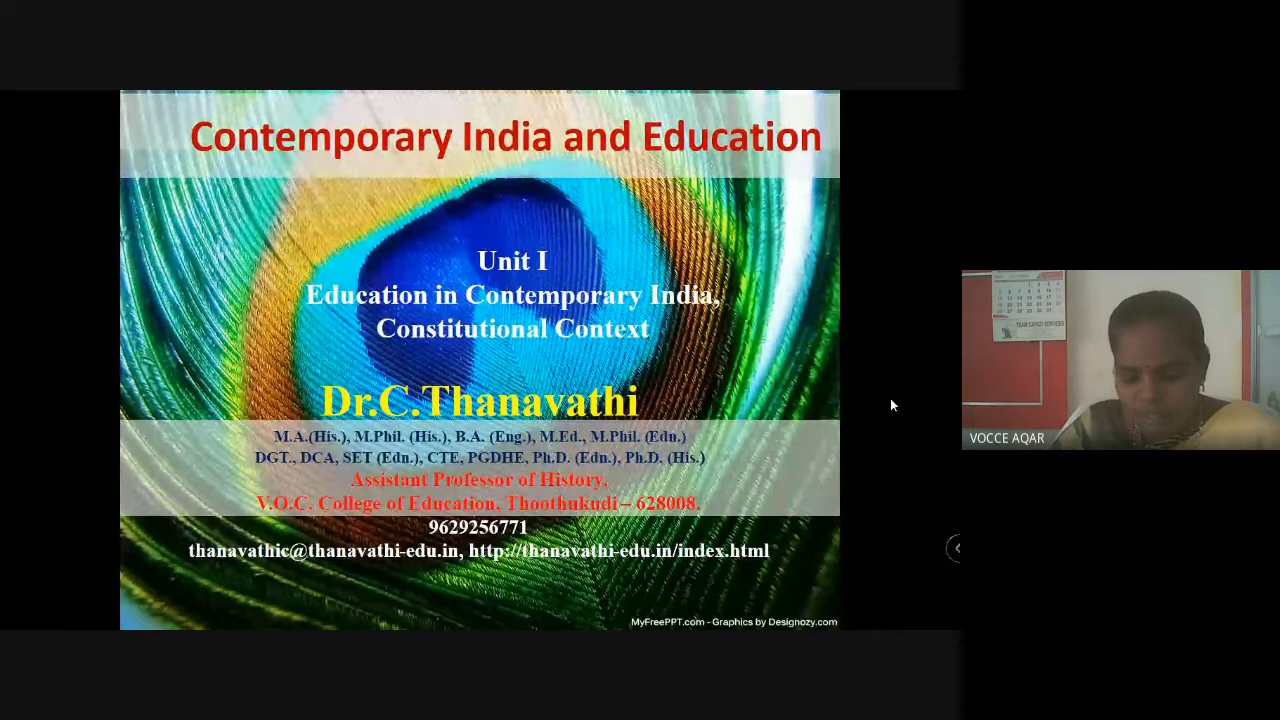 Contemporary India and Education
Unit I
Education in Contemporary India,
Constitutional Context
Dr.C.Thanavathi
M.A.(His.), M.Phil. (His.), B.A. (Eng.), M.Ed., M.Phil. (Edn.)
DGT., DCA, SET (Edn.), CTE, PGDHE, Ph.D. (Edn.), Ph.D. (His.)
Assistant Professor of History,
V.O.C. College of Education, Thoothukudi – 628008.
9629256771
thanavathic@thanavathi-edu.in, http://thanavathi-edu.in/index.html
MyFreePPT.com - Graphics by Designozy.com
TEAM CARGO SERVICES
VOCCE AQAR